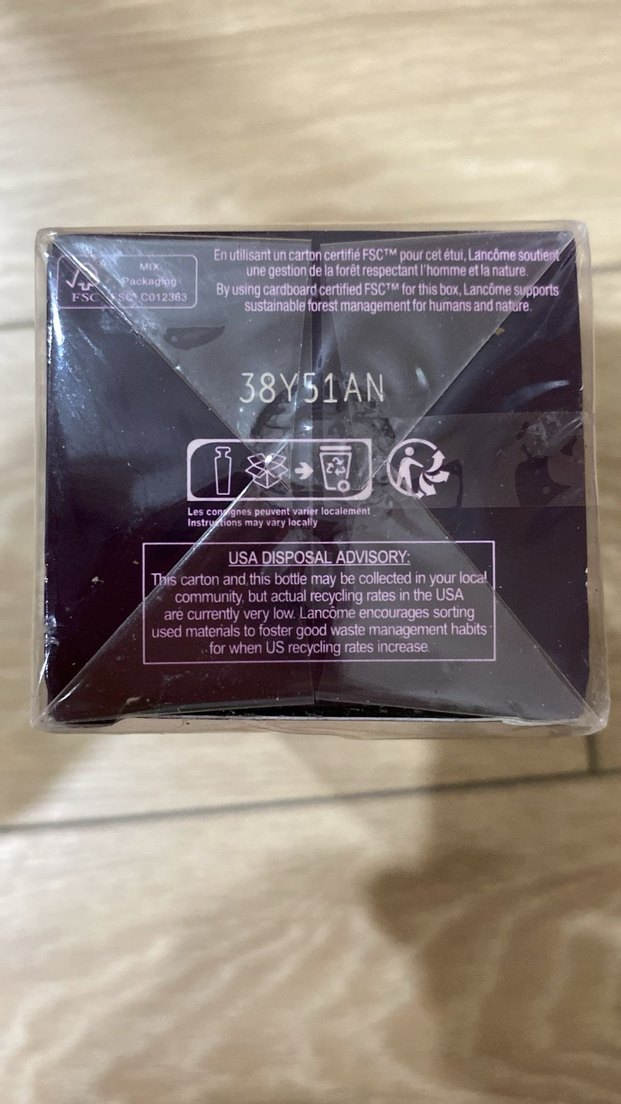 MIX
Packaging
FSC
FSC® C012363
En utilisant un carton certifié FSC™ pour cet étui, Lancôme soutient
une gestion de la forêt respectant l'homme et la nature.
By using cardboard certified FSC™ for this box, Lancôme supports
sustainable forest management for humans and nature.
38Y51AN
Les consignes peuvent varier localement
Instructions may vary locally
USA DISPOSAL ADVISORY:
This carton and this bottle may be collected in your local
community, but actual recycling rates in the USA
are currently very low. Lancôme encourages sorting
used materials to foster good waste management habits
for when US recycling rates increase.